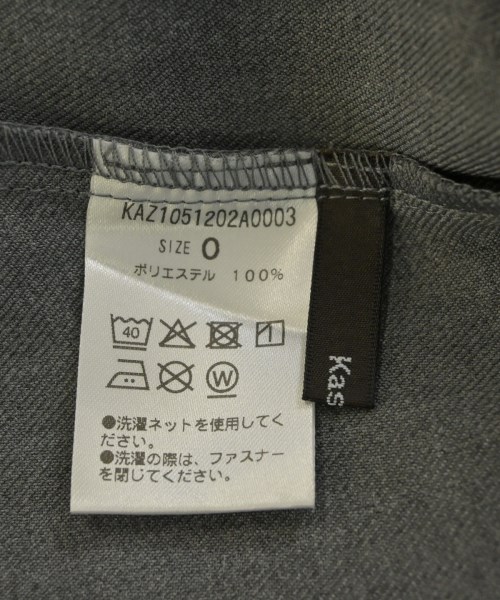 KAZ1051202A0003
SIZE 0
ポリエステル 100%
40
W
●洗濯ネットを使用してく
ださい。
●洗濯の際は、ファスナー
を閉じてください。
Kas